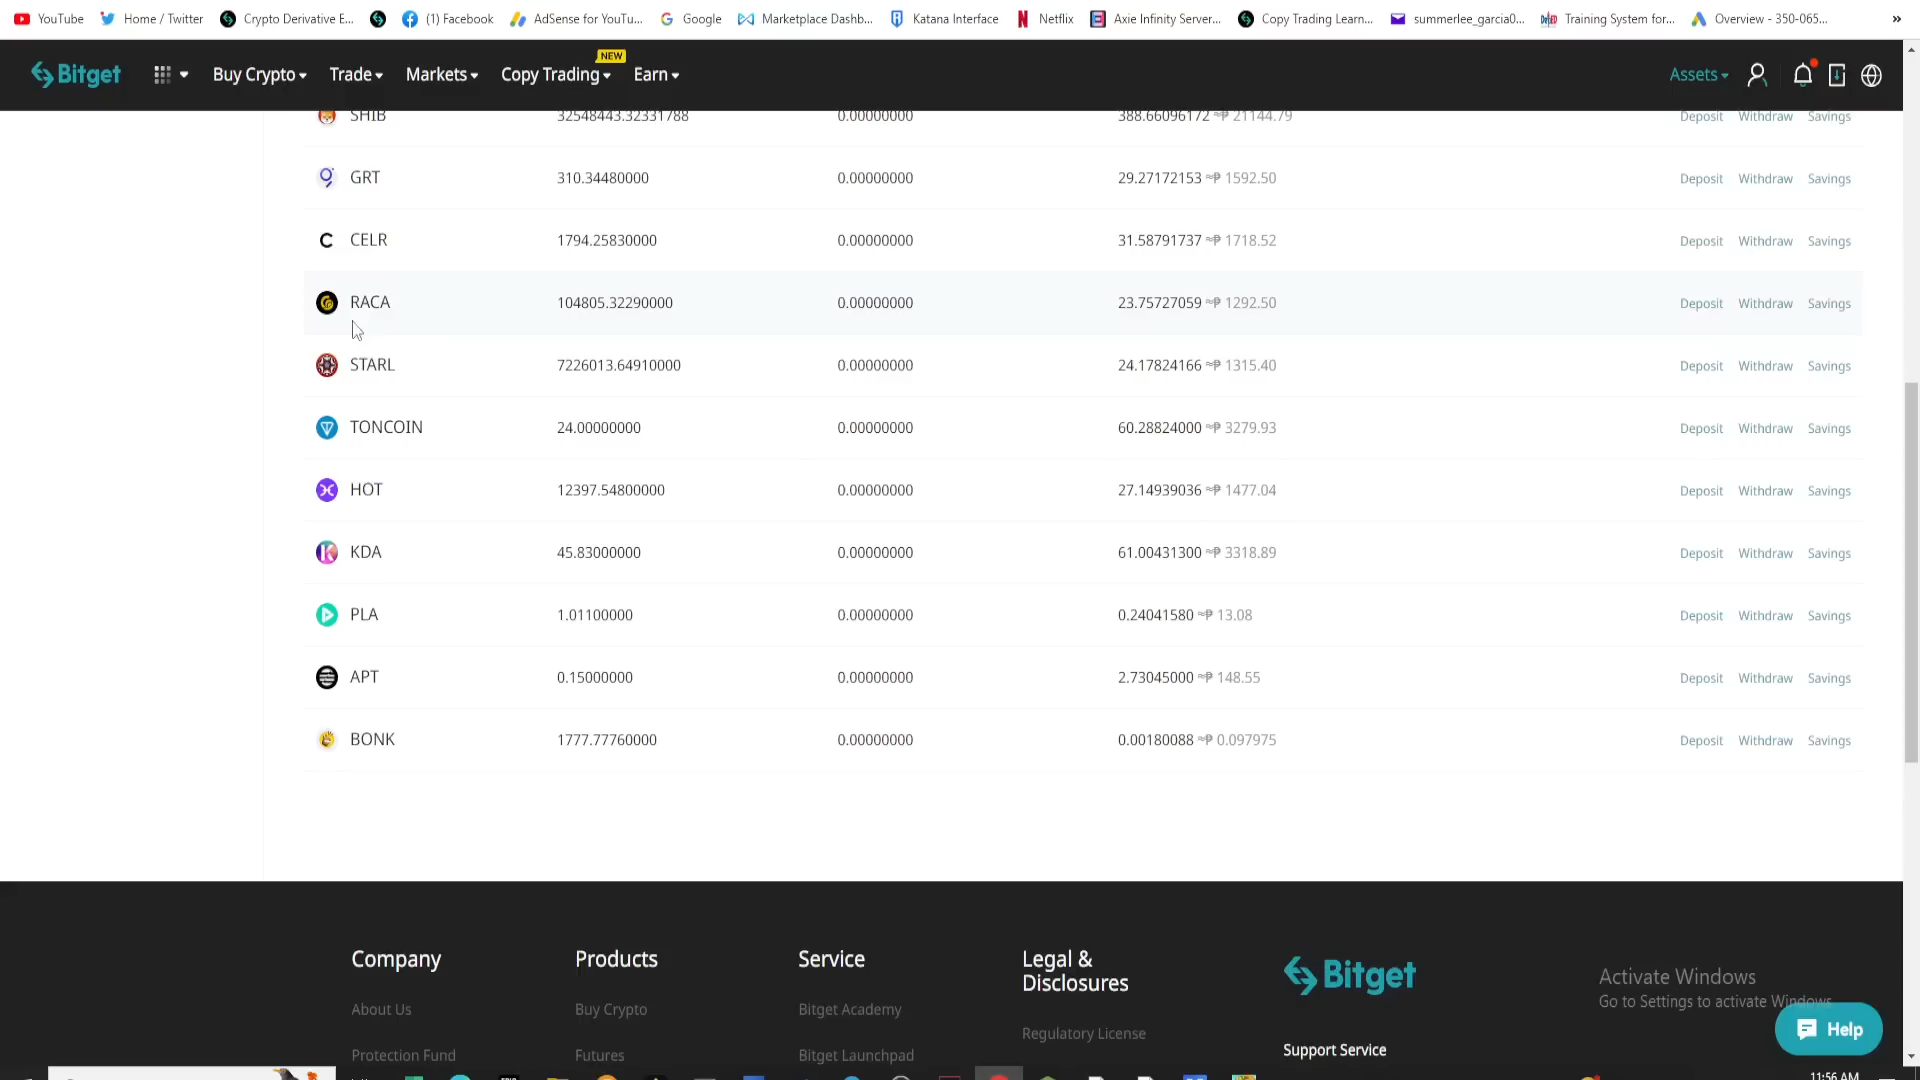 YouTube Home / Twitter Crypto Derivative E... (1) Facebook AdSense for YouTu... Google Marketplace Dashb... Katana Interface Netflix Axie Infinity Server... Copy Trading Learn... summerlee_garcia0... Training System for... Overview - 350-065... »
Bitget Buy Crypto Trade Markets Copy Trading NEW Earn Assets
SHIB 32548443.32331788 0.00000000 388.66096172 ≈₱ 21144.79 Deposit Withdraw Savings
GRT 310.34480000 0.00000000 29.27172153 ≈₱ 1592.50 Deposit Withdraw Savings
CELR 1794.25830000 0.00000000 31.58791737 ≈₱ 1718.52 Deposit Withdraw Savings
RACA 104805.32290000 0.00000000 23.75727059 ≈₱ 1292.50 Deposit Withdraw Savings
STARL 7226013.64910000 0.00000000 24.17824166 ≈₱ 1315.40 Deposit Withdraw Savings
TONCOIN 24.00000000 0.00000000 60.28824000 ≈₱ 3279.93 Deposit Withdraw Savings
HOT 12397.54800000 0.00000000 27.14939036 ≈₱ 1477.04 Deposit Withdraw Savings
KDA 45.83000000 0.00000000 61.00431300 ≈₱ 3318.89 Deposit Withdraw Savings
PLA 1.01100000 0.00000000 0.24041580 ≈₱ 13.08 Deposit Withdraw Savings
APT 0.15000000 0.00000000 2.73045000 ≈₱ 148.55 Deposit Withdraw Savings
BONK 1777.77760000 0.00000000 0.00180088 ≈₱ 0.097975 Deposit Withdraw Savings
Company Products Service Legal &
Disclosures
Bitget
Activate Windows
Go to Settings to activate Windows.
About Us Buy Crypto Bitget Academy Regulatory License
Help
Support Service
Protection Fund Futures Bitget Launchpad
11:56 AM